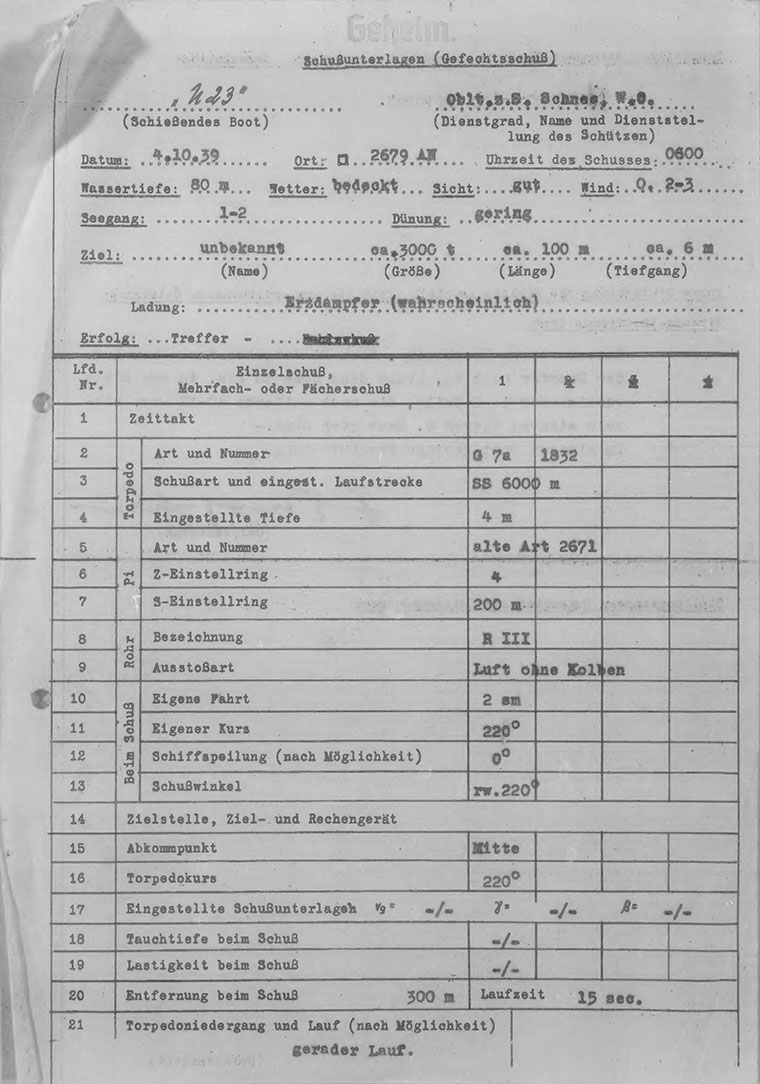 Geheim.
Schußunterlagen (Gefechtsschuß)
"U 23" Oblt.z.S. Schnee, W.O.
(Schießendes Boot) (Dienstgrad, Name und Dienststel-
lung des Schützen)
Datum: 4.10.39 Ort: □ 2679 AN Uhrzeit des Schusses: 0600
Wassertiefe: 80 m Wetter: bedeckt Sicht: gut Wind: O. 2-3
Seegang: 1-2 Dünung: gering
Ziel: unbekannt ca.3000 t ca. 100 m ca. 6 m
(Name) (Größe) (Länge) (Tiefgang)
Ladung: Erzdampfer (wahrscheinlich)
Erfolg: Treffer -
Lfd. Nr. Einzelschuß, Mehrfach- oder Fächerschuß 1 2 3 4
1 Zeittakt
Torpedo
2 Art und Nummer G 7a 1832
3 Schußart und eingest. Laufstrecke SS 6000 m
4 Eingestellte Tiefe 4 m
Pi
5 Art und Nummer alte Art 2671
6 Z-Einstellring 4
7 S-Einstellring 200 m
Rohr
8 Bezeichnung R III
9 Ausstoßart Luft ohne Kolben
Beim Schuß
10 Eigene Fahrt 2 sm
11 Eigener Kurs 220°
12 Schiffspeilung (nach Möglichkeit) 0°
13 Schußwinkel rw.220°
14 Zielstelle, Ziel- und Rechengerät
15 Abkommpunkt Mitte
16 Torpedokurs 220°
17 Eingestellte Schußunterlagen vg= -/- γ= -/- β= -/-
18 Tauchtiefe beim Schuß -/-
19 Lastigkeit beim Schuß -/-
20 Entfernung beim Schuß 300 m Laufzeit 15 sec.
21 Torpedoniedergang und Lauf (nach Möglichkeit)
gerader Lauf.